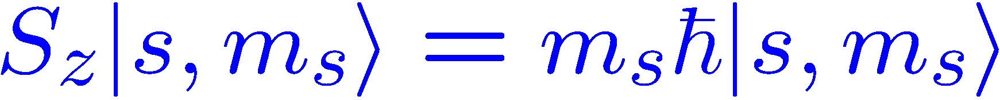 S_z|s, m_s⟩ = m_sℏ|s, m_s⟩